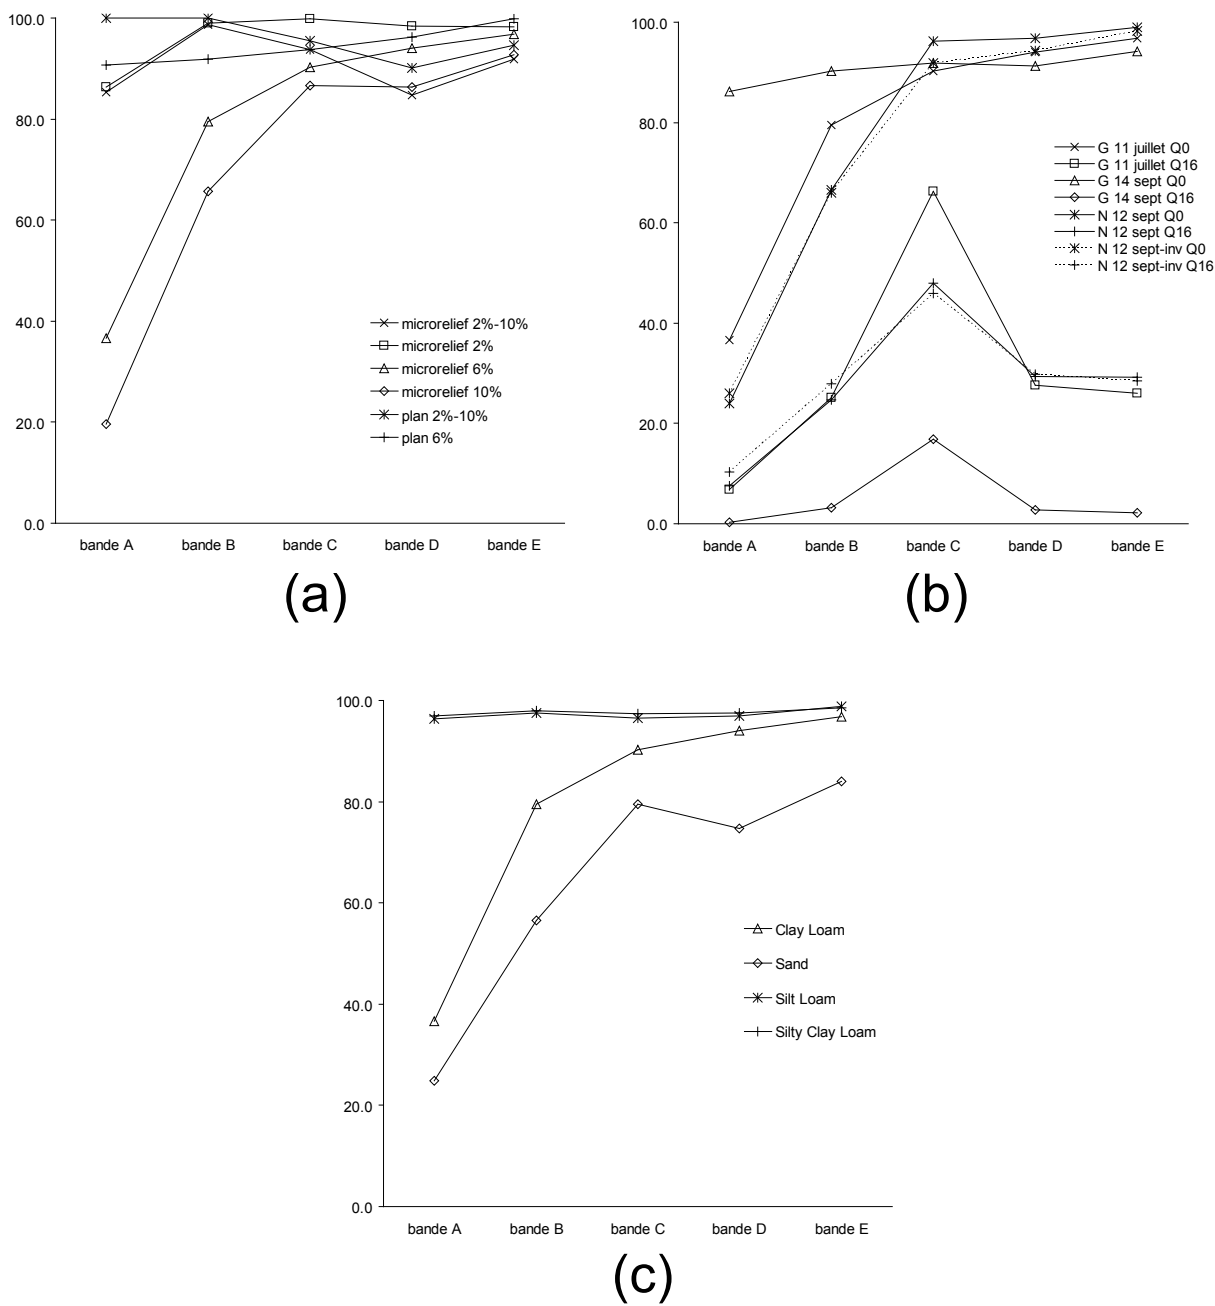 100.0
80.0
60.0
40.0
20.0
0.0
bande A bande B bande C bande D bande E
microrelief 2%-10%
microrelief 2%
microrelief 6%
microrelief 10%
plan 2%-10%
plan 6%
(a)
100.0
80.0
60.0
40.0
20.0
0.0
bande A bande B bande C bande D bande E
G 11 juillet Q0
G 11 juillet Q16
G 14 sept Q0
G 14 sept Q16
N 12 sept Q0
N 12 sept Q16
N 12 sept-inv Q0
N 12 sept-inv Q16
(b)
100.0
80.0
60.0
40.0
20.0
0.0
bande A bande B bande C bande D bande E
Clay Loam
Sand
Silt Loam
Silty Clay Loam
(c)